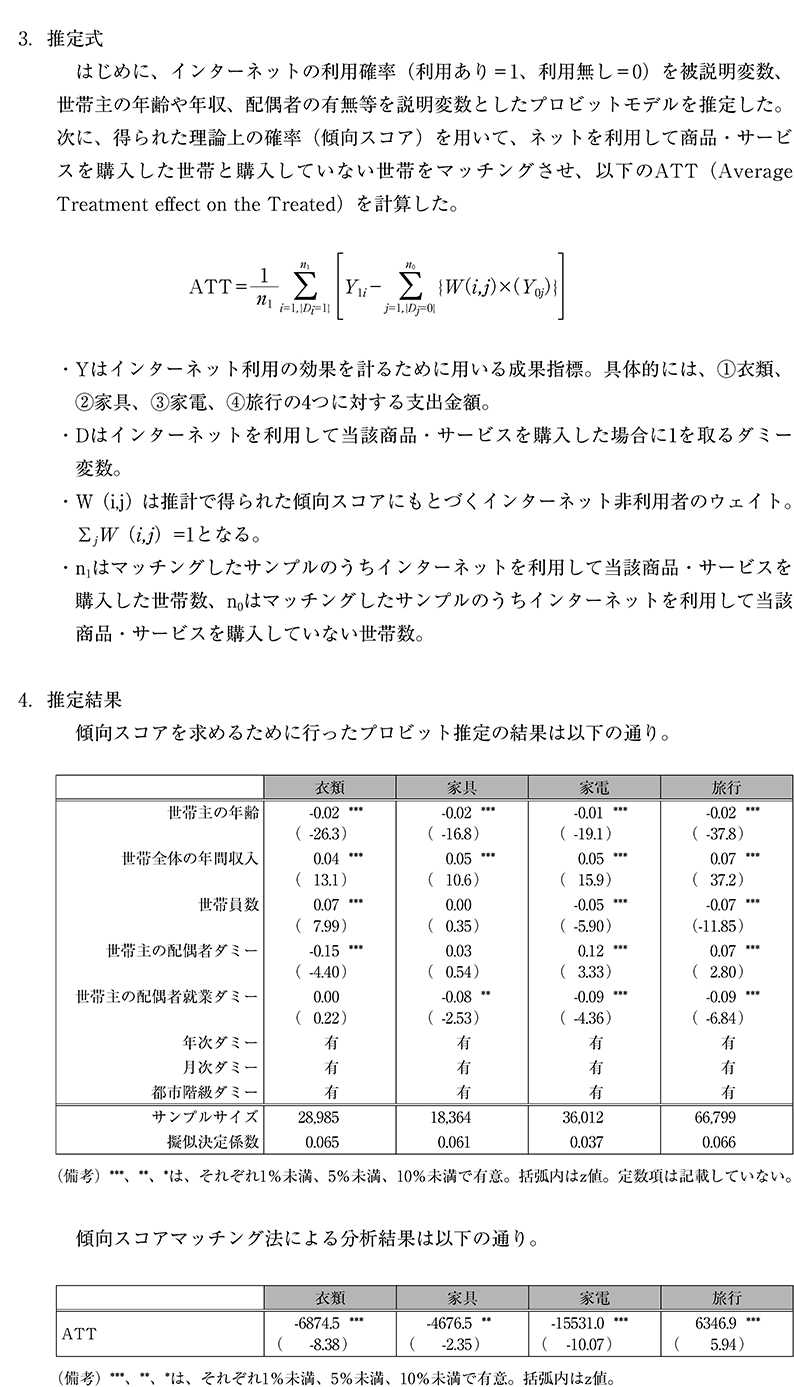 3. 推定式
はじめに、インターネットの利用確率（利用あり＝1、利用無し＝0）を被説明変数、
世帯主の年齢や年収、配偶者の有無等を説明変数としたプロビットモデルを推定した。
次に、得られた理論上の確率（傾向スコア）を用いて、ネットを利用して商品・サービ
スを購入した世帯と購入していない世帯をマッチングさせ、以下のATT（Average
Treatment effect on the Treated）を計算した。
ATT = 1/n₁ ∑_{i=1,|D_i=1|}^{n₁} [ Y_{1i} − ∑_{j=1,|D_j=0|}^{n₀} {W(i,j)×(Y_{0j})} ]
・Yはインターネット利用の効果を計るために用いる成果指標。具体的には、①衣類、
②家具、③家電、④旅行の4つに対する支出金額。
・Dはインターネットを利用して当該商品・サービスを購入した場合に1を取るダミー
変数。
・W（i,j）は推計で得られた傾向スコアにもとづくインターネット非利用者のウェイト。
∑ⱼW（i,j）=1となる。
・n₁はマッチングしたサンプルのうちインターネットを利用して当該商品・サービスを
購入した世帯数、n₀はマッチングしたサンプルのうちインターネットを利用して当該
商品・サービスを購入していない世帯数。
4. 推定結果
傾向スコアを求めるために行ったプロビット推定の結果は以下の通り。
衣類 家具 家電 旅行
世帯主の年齢 -0.02 *** -0.02 *** -0.01 *** -0.02 ***
( -26.3) ( -16.8) ( -19.1) ( -37.8)
世帯全体の年間収入 0.04 *** 0.05 *** 0.05 *** 0.07 ***
( 13.1) ( 10.6) ( 15.9) ( 37.2)
世帯員数 0.07 *** 0.00 -0.05 *** -0.07 ***
( 7.99) ( 0.35) ( -5.90) (-11.85)
世帯主の配偶者ダミー -0.15 *** 0.03 0.12 *** 0.07 ***
( -4.40) ( 0.54) ( 3.33) ( 2.80)
世帯主の配偶者就業ダミー 0.00 -0.08 ** -0.09 *** -0.09 ***
( 0.22) ( -2.53) ( -4.36) ( -6.84)
年次ダミー 有 有 有 有
月次ダミー 有 有 有 有
都市階級ダミー 有 有 有 有
サンプルサイズ 28,985 18,364 36,012 66,799
擬似決定係数 0.065 0.061 0.037 0.066
（備考）***、**、*は、それぞれ1％未満、5％未満、10％未満で有意。括弧内はz値。定数項は記載していない。
傾向スコアマッチング法による分析結果は以下の通り。
衣類 家具 家電 旅行
ATT -6874.5 *** -4676.5 ** -15531.0 *** 6346.9 ***
( -8.38) ( -2.35) ( -10.07) ( 5.94)
（備考）***、**、*は、それぞれ1％未満、5％未満、10％未満で有意。括弧内はz値。